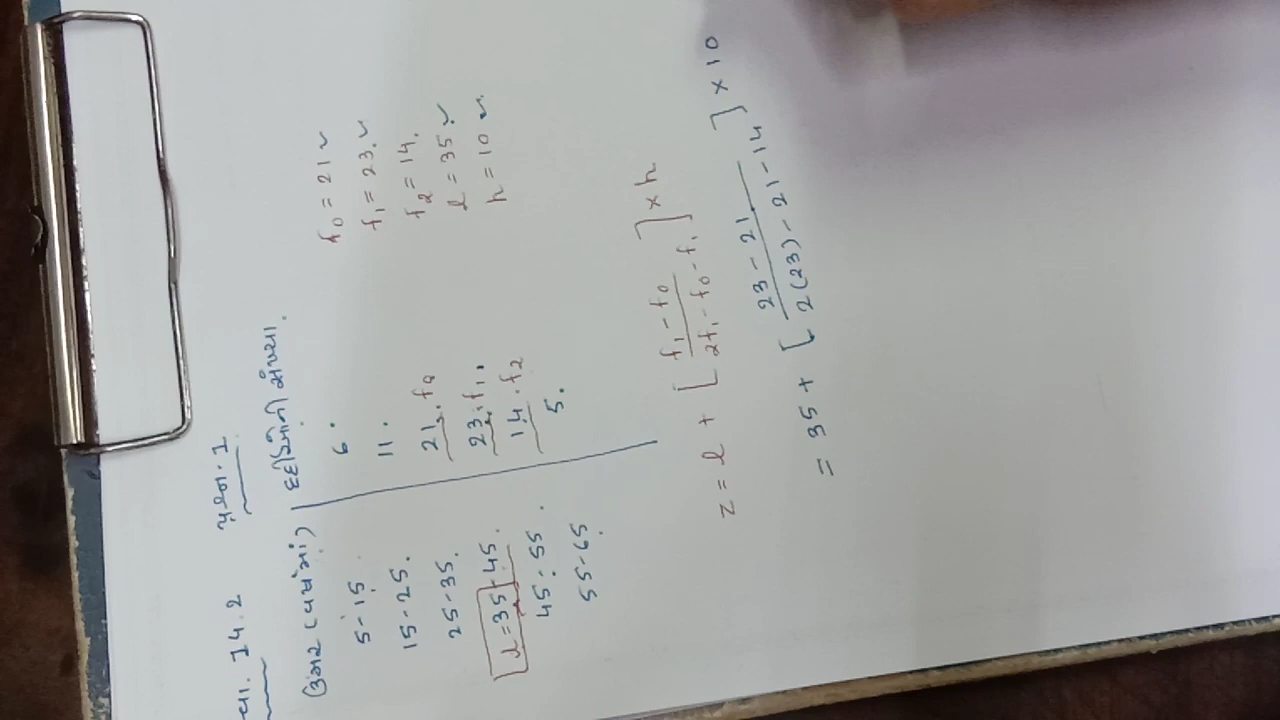 સ્વા. 14.2 પ્રશ્ન.1
ઉંમર (વર્ષમાં) દર્દીઓની સંખ્યા.
5-15 6. f₀ = 21
15-25. 11. f₁ = 23.
25-35. 21. f₀ f₂ = 14.
l=35-45. 23. f₁ l = 35
45-55. 14. f₂ h = 10
55-65. 5.
z = l + [ f₁ - f₀ / 2f₁ - f₀ - f₁ ] × h
= 35 + [ 23 - 21 / 2(23) - 21 - 14 ] × 10